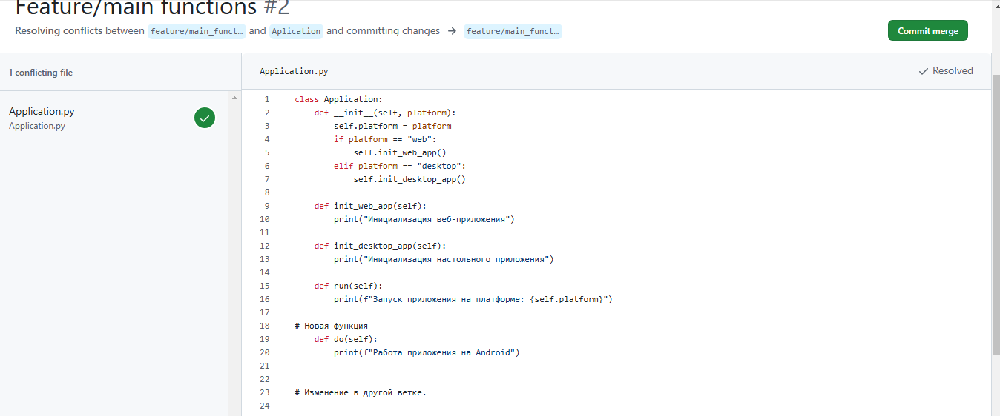 Feature/main functions #2
Resolving conflicts between feature/main_funct… and Aplication and committing changes → feature/main_funct…
Commit merge
1 conflicting file
Application.py
Resolved
Application.py
Application.py
1 class Application:
2 def __init__(self, platform):
3 self.platform = platform
4 if platform == "web":
5 self.init_web_app()
6 elif platform == "desktop":
7 self.init_desktop_app()
8
9 def init_web_app(self):
10 print("Инициализация веб-приложения")
11
12 def init_desktop_app(self):
13 print("Инициализация настольного приложения")
14
15 def run(self):
16 print(f"Запуск приложения на платформе: {self.platform}")
17
18 # Новая функция
19 def do(self):
20 print(f"Работа приложения на Android")
21
22
23 # Изменение в другой ветке.
24